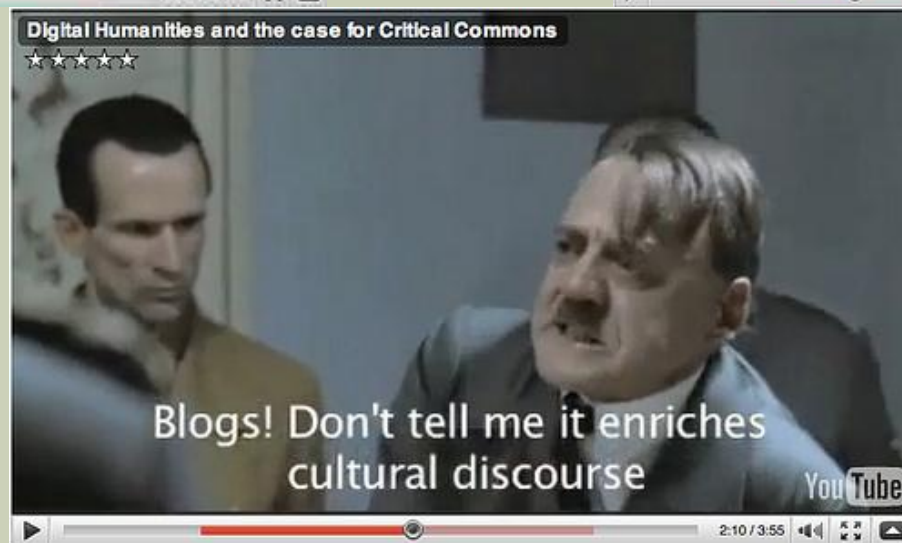 Digital Humanities and the case for Critical Commons
Blogs! Don't tell me it enriches
cultural discourse
YouTube
2:10 / 3:55